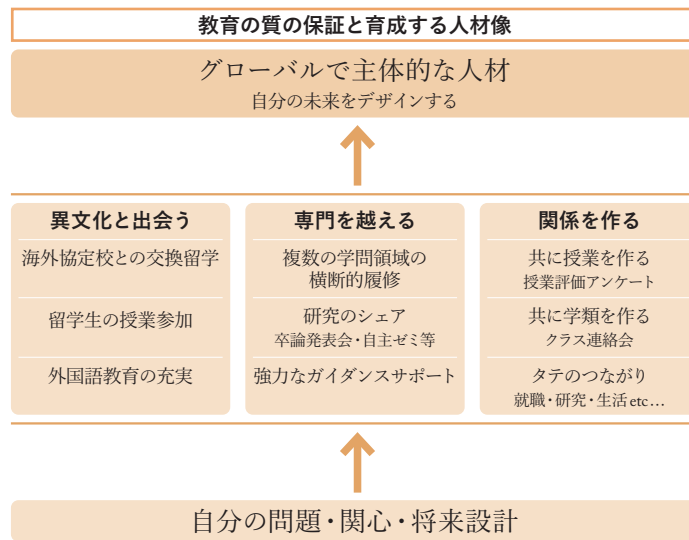 教育の質の保証と育成する人材像
グローバルで主体的な人材
自分の未来をデザインする
異文化と出会う
海外協定校との交換留学
留学生の授業参加
外国語教育の充実
専門を越える
複数の学問領域の
横断的履修
研究のシェア
卒論発表会・自主ゼミ等
強力なガイダンスサポート
関係を作る
共に授業を作る
授業評価アンケート
共に学類を作る
クラス連絡会
タテのつながり
就職・研究・生活 etc…
自分の問題・関心・将来設計